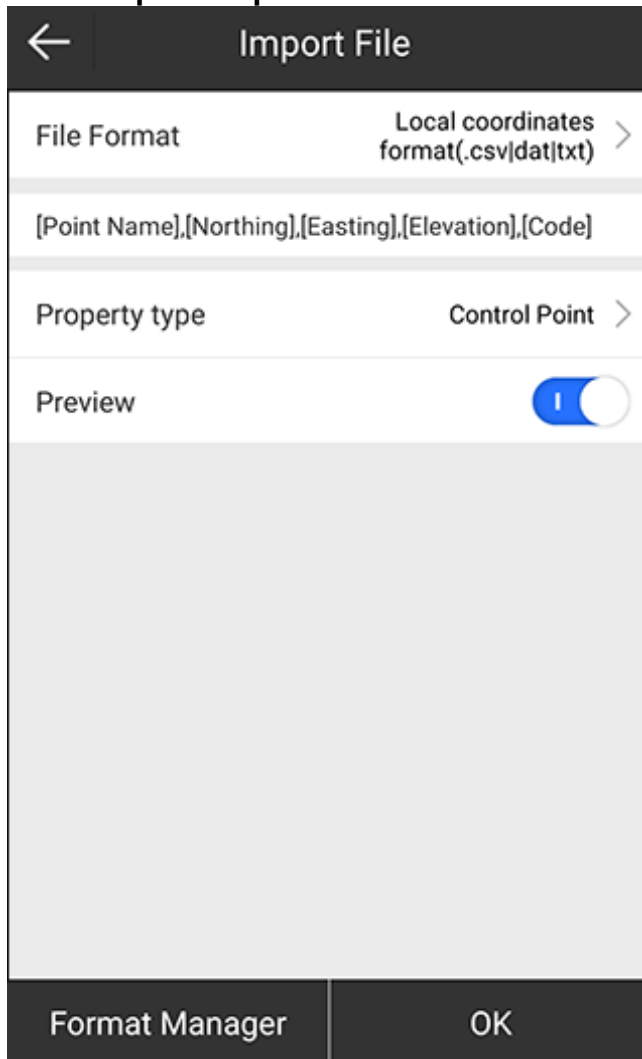 Import File
File Format
Local coordinates
format(.csv|dat|txt)
[Point Name],[Northing],[Easting],[Elevation],[Code]
Property type
Control Point
Preview
Format Manager
OK